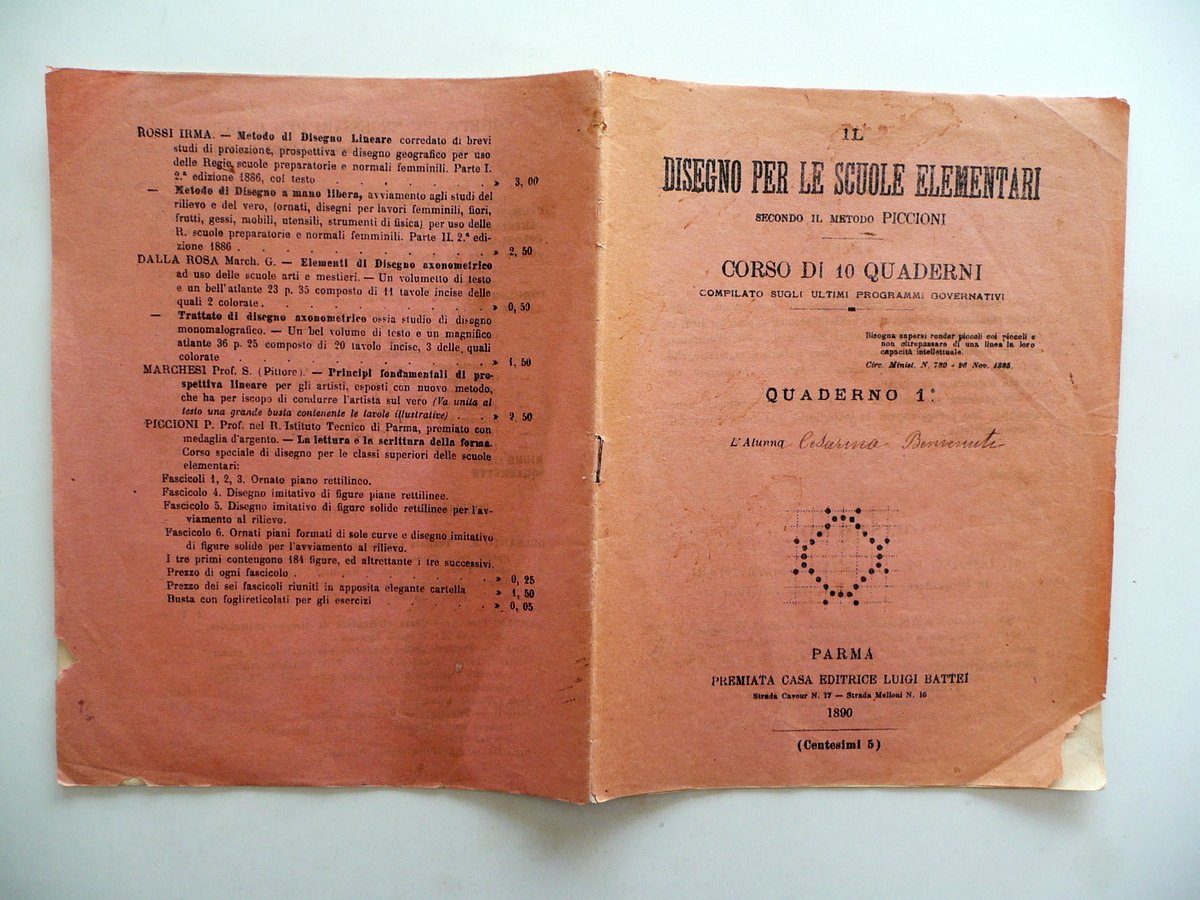 ROSSI IRMA. — Metodo di Disegno Lineare corredato di brevi
studi di proiezione, prospettiva e disegno geografico per uso
delle Regie scuole preparatorie e normali femminili. Parte I.
2.ª edizione 1886, col testo . . . . . . » 3, 00
— Metodo di Disegno a mano libera, avviamento agli studi del
rilievo e del vero, (ornati, disegni per lavori femminili, fiori,
frutti, gessi, mobili, utensili, strumenti di fisica) per uso delle
R. scuole preparatorie e normali femminili. Parte II. 2.ª edi-
zione 1886 . . . . . . . . . » 2, 50
DALLA ROSA March. G. — Elementi di Disegno axonometrico
ad uso delle scuole arti e mestieri. — Un volumetto di testo
e un bell'atlante 23 p. 35 composto di 11 tavole incise delle
quali 2 colorate . . . . . . . . » 0, 50
— Trattato di disegno axonometrico ossia studio di disegno
monomalografico. — Un bel volume di testo e un magnifico
atlante 36 p. 25 composto di 20 tavole incise, 3 delle quali
colorate . . . . . . . . . » 1, 50
MARCHESI Prof. S. (Pittore). — Principi fondamentali di pro-
spettiva lineare per gli artisti, esposti con nuovo metodo,
che ha per iscopo di condurre l'artista sul vero (Va unita al
testo una grande busta contenente le tavole illustrative) . . » 2 50
PICCIONI P. Prof. nel R. Istituto Tecnico di Parma, premiato con
medaglia d'argento. — La lettura e la scrittura della forma.
Corso speciale di disegno per le classi superiori delle scuole
elementari:
Fascicoli 1, 2, 3. Ornato piano rettilineo.
Fascicolo 4. Disegno imitativo di figure piane rettilinee.
Fascicolo 5. Disegno imitativo di figure solide rettilinee per l'av-
viamento al rilievo.
Fascicolo 6. Ornati piani formati di sole curve e disegno imitativo
di figure solide per l'avviamento al rilievo.
I tre primi contengono 184 figure, ed altrettante i tre successivi.
Prezzo di ogni fascicolo . . . . . . . » 0, 25
Prezzo dei sei fascicoli riuniti in apposita elegante cartella » 1, 50
Busta con fogli reticolati per gli esercizi . . . . » 0, 05
IL
DISEGNO PER LE SCUOLE ELEMENTARI
SECONDO IL METODO PICCIONI
CORSO DI 10 QUADERNI
COMPILATO SUGLI ULTIMI PROGRAMMI GOVERNATIVI
Bisogna sapersi render piccoli coi piccoli e
non oltrepassare di una linea la loro
capacità intellettuale.
Circ. Minist. N. 780 - 26 Nov. 1885.
QUADERNO 1º
L'Alunna Cesarina Benvenuti
PARMA
PREMIATA CASA EDITRICE LUIGI BATTEI
Strada Cavour N. 17 — Strada Melloni N. 16
1890
(Centesimi 5)